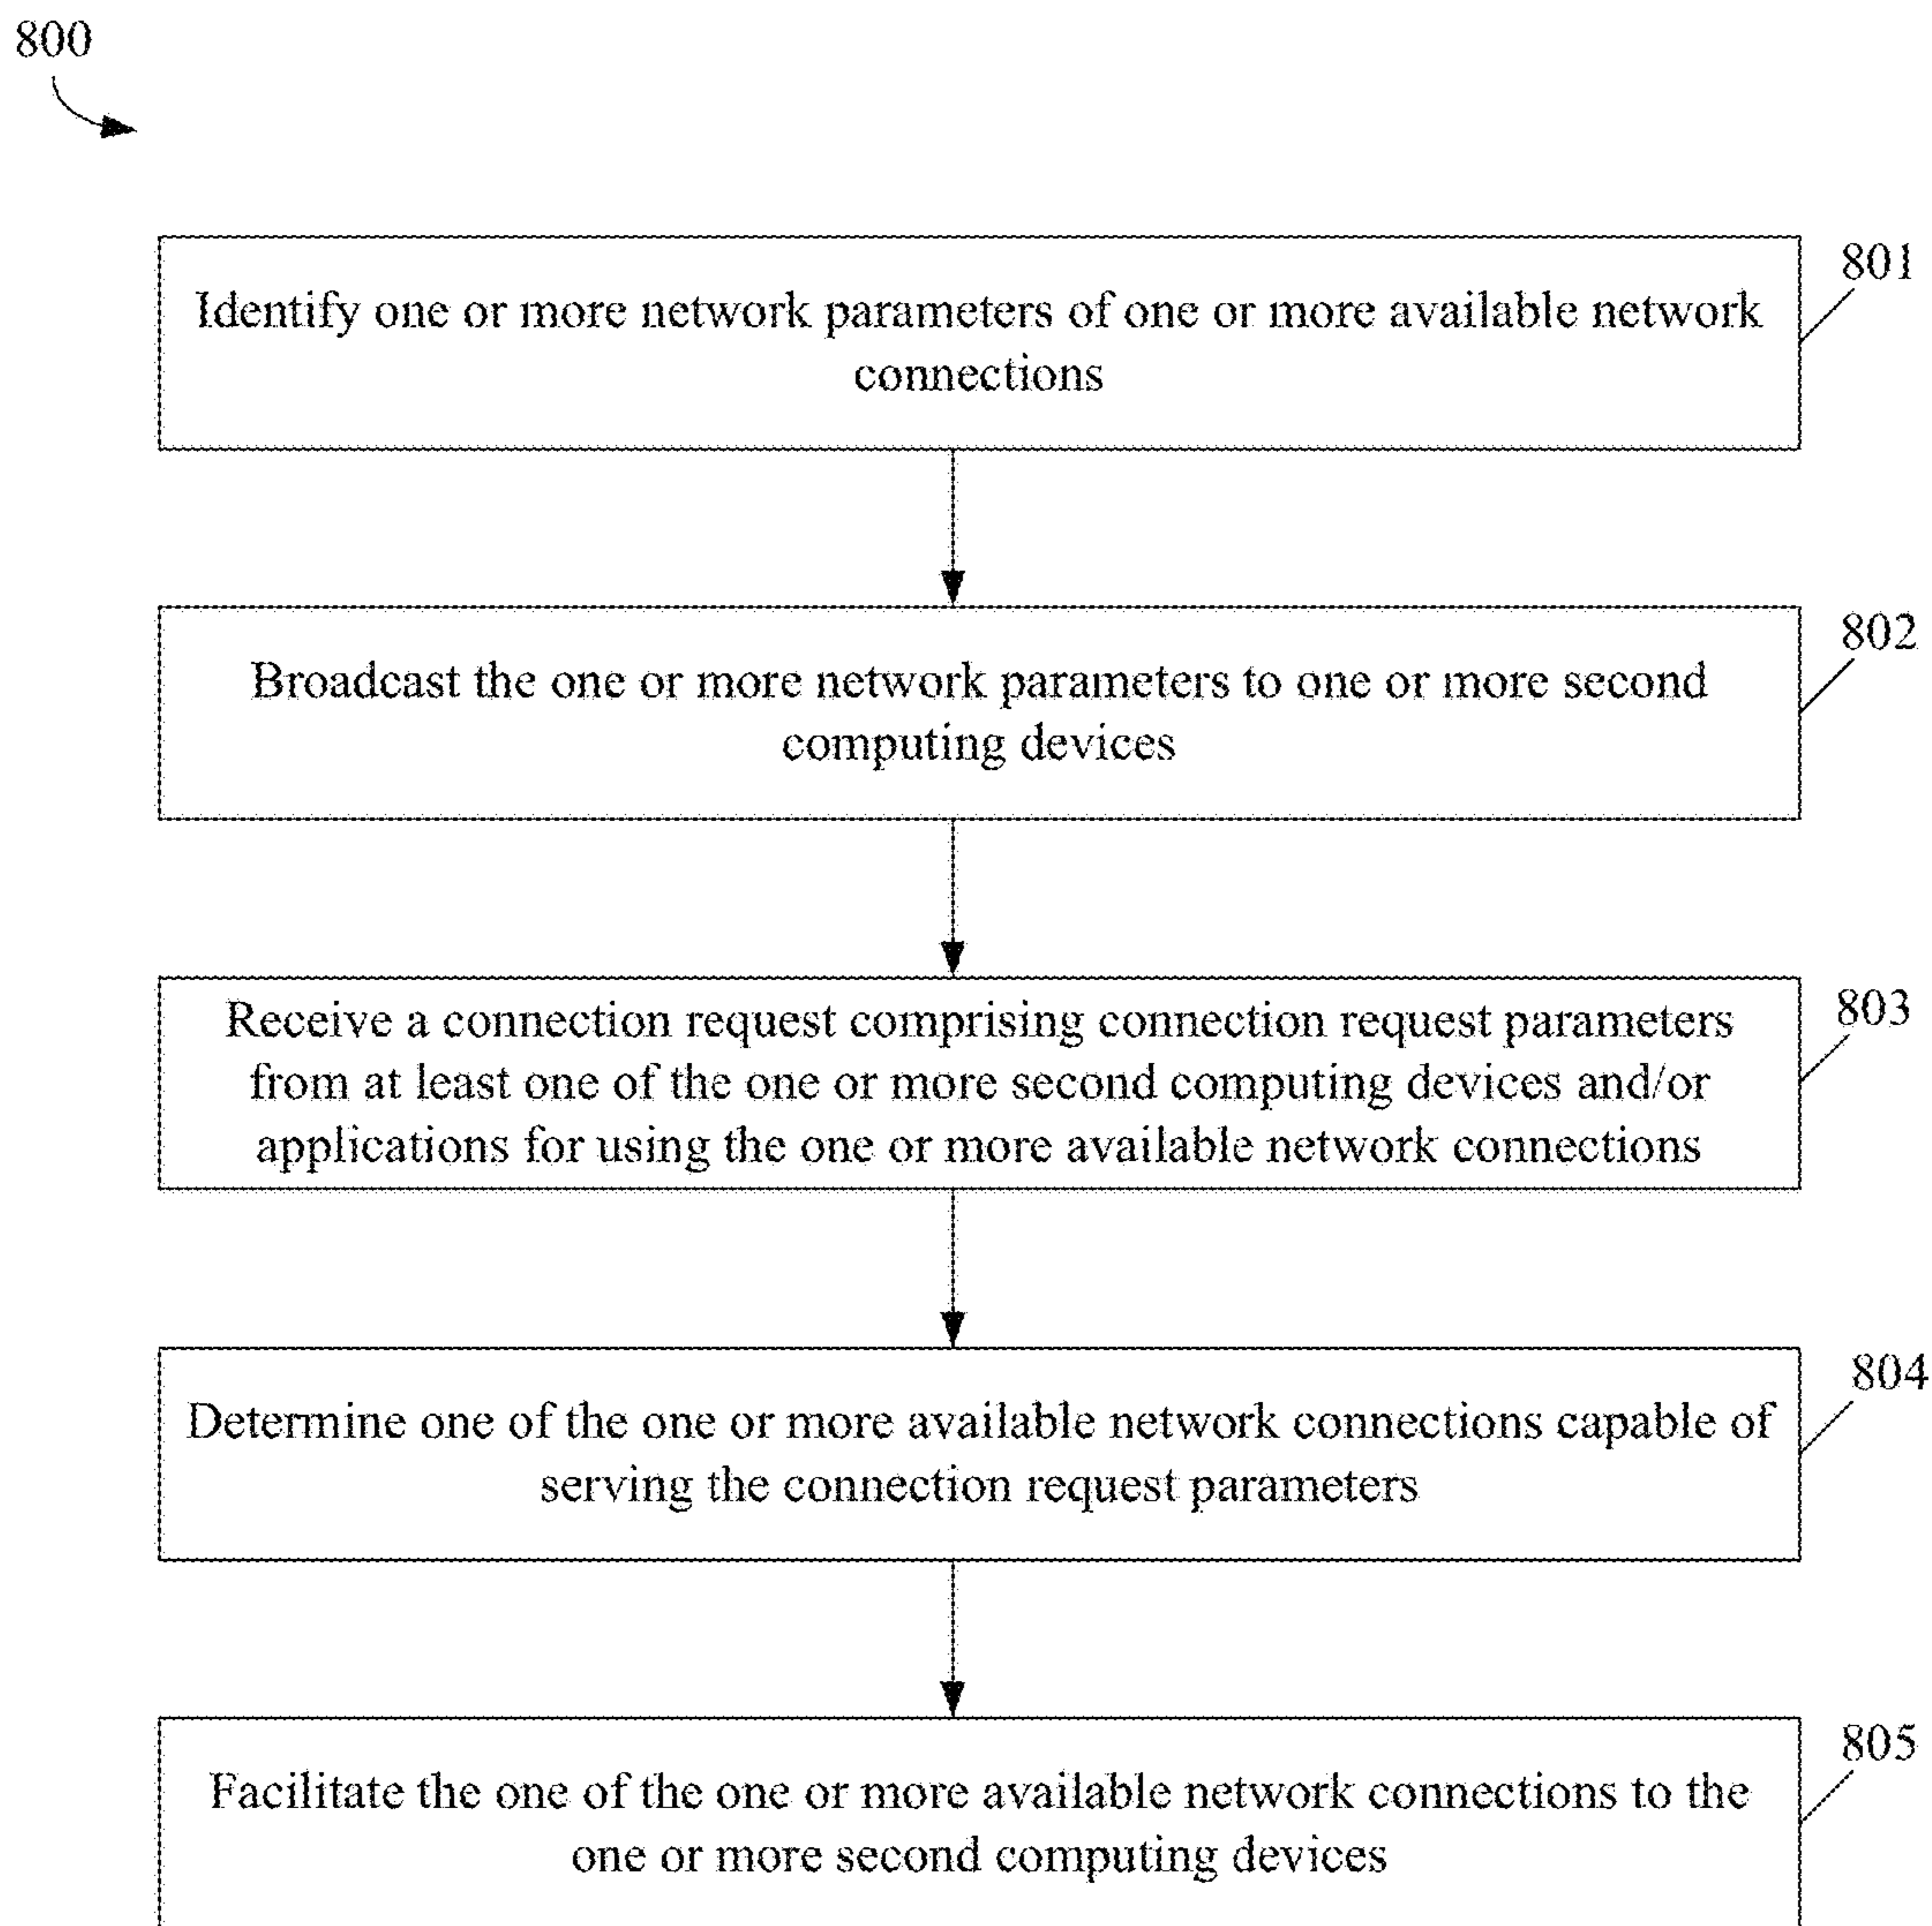 800
801
Identify one or more network parameters of one or more available network
connections
802
Broadcast the one or more network parameters to one or more second
computing devices
803
Receive a connection request comprising connection request parameters
from at least one of the one or more second computing devices and/or
applications for using the one or more available network connections
804
Determine one of the one or more available network connections capable of
serving the connection request parameters
805
Facilitate the one of the one or more available network connections to the
one or more second computing devices